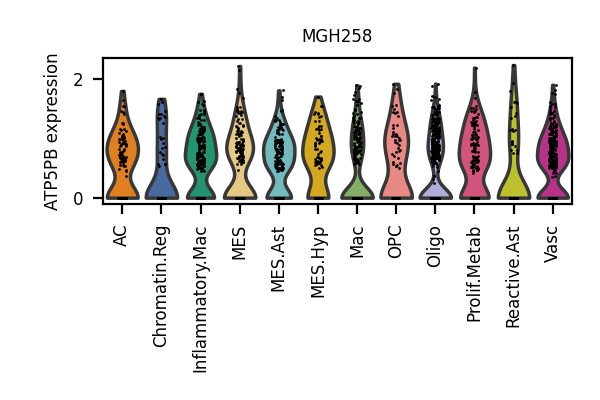 MGH258
ATP5PB expression
2
0
AC
Chromatin.Reg
Inflammatory.Mac
MES
MES.Ast
MES.Hyp
Mac
OPC
Oligo
Prolif.Metab
Reactive.Ast
Vasc